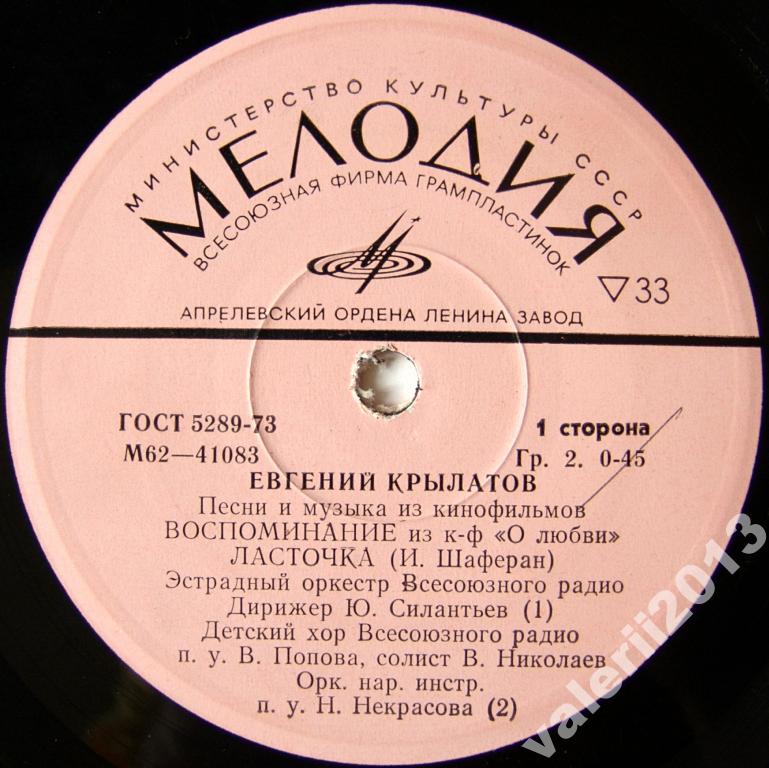 МИНИСТЕРСТВО КУЛЬТУРЫ СССР
МЕЛОДИЯ
ВСЕСОЮЗНАЯ ФИРМА ГРАМПЛАСТИНОК
▽33
АПРЕЛЕВСКИЙ ОРДЕНА ЛЕНИНА ЗАВОД
ГОСТ 5289-73
1 сторона
М62—41083
Гр. 2. 0-45
ЕВГЕНИЙ КРЫЛАТОВ
Песни и музыка из кинофильмов
ВОСПОМИНАНИЕ из к-ф «О любви»
ЛАСТОЧКА (И. Шаферан)
Эстрадный оркестр Всесоюзного радио
Дирижер Ю. Силантьев (1)
Детский хор Всесоюзного радио
п. у. В. Попова, солист В. Николаев
Орк. нар. инстр.
п. у. Н. Некрасова (2)
valerii2013